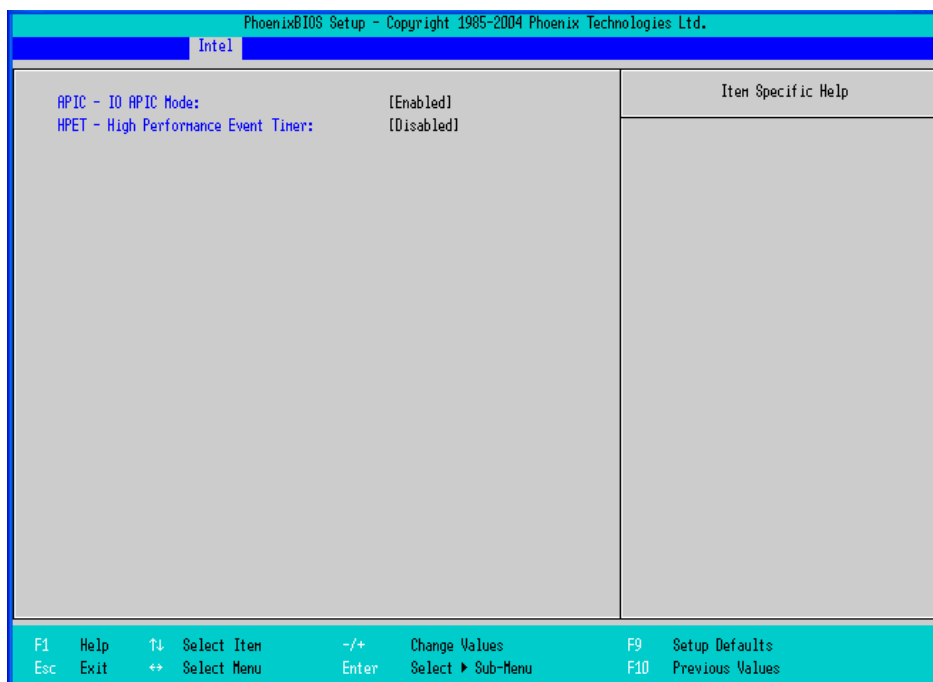 PhoenixBIOS Setup - Copyright 1985-2004 Phoenix Technologies Ltd.
Intel
APIC - IO APIC Mode: [Enabled]
HPET - High Performance Event Timer: [Disabled]
Item Specific Help
F1 Help ↑↓ Select Item -/+ Change Values F9 Setup Defaults
Esc Exit ↔ Select Menu Enter Select ▶ Sub-Menu F10 Previous Values